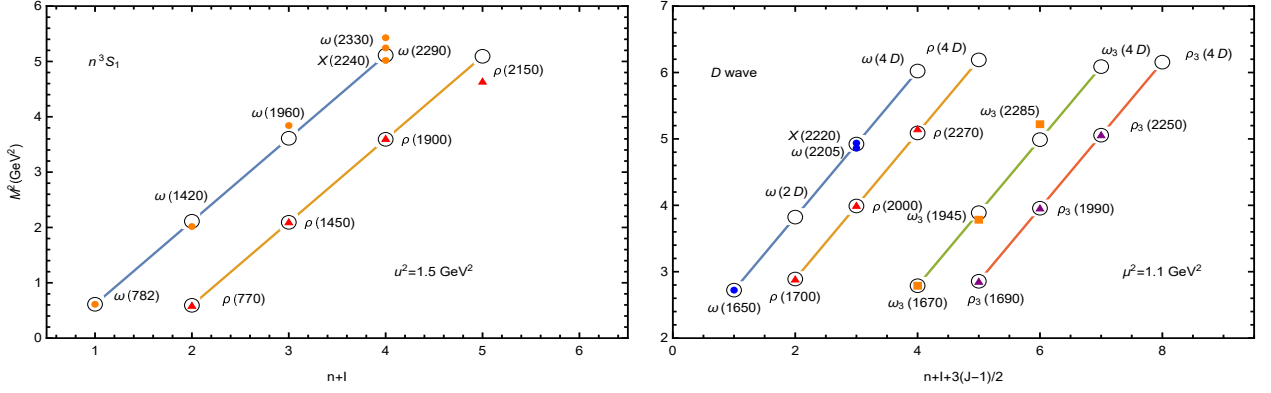 n ³S₁
ω (2330)
ω (2290)
X (2240)
ρ (2150)
ω (1960)
ρ (1900)
ω (1420)
ρ (1450)
ω (782)
ρ (770)
u²=1.5 GeV²
M²(GeV²)
0
1
2
3
4
5
6
1
2
3
4
5
6
n+I
D wave
ω (4 D)
ρ (4 D)
ω₃ (4 D)
ρ₃ (4 D)
ω₃ (2285)
X (2220)
ω (2205)
ρ (2270)
ρ₃ (2250)
ω (2 D)
ρ (2000)
ω₃ (1945)
ρ₃ (1990)
ω (1650)
ρ (1700)
ω₃ (1670)
ρ₃ (1690)
μ²=1.1 GeV²
2
3
4
5
6
7
0
2
4
6
8
n+I+3(J−1)/2